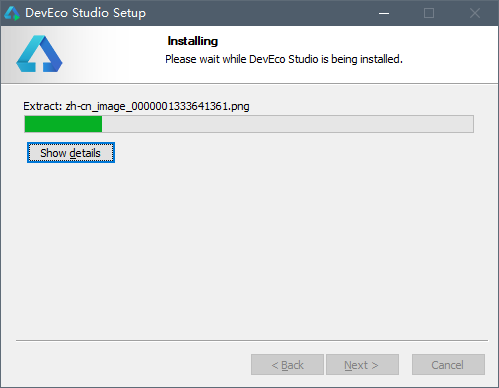 DevEco Studio Setup
Installing
Please wait while DevEco Studio is being installed.
Extract: zh-cn_image_0000001333641361.png
Show details
< Back
Next >
Cancel